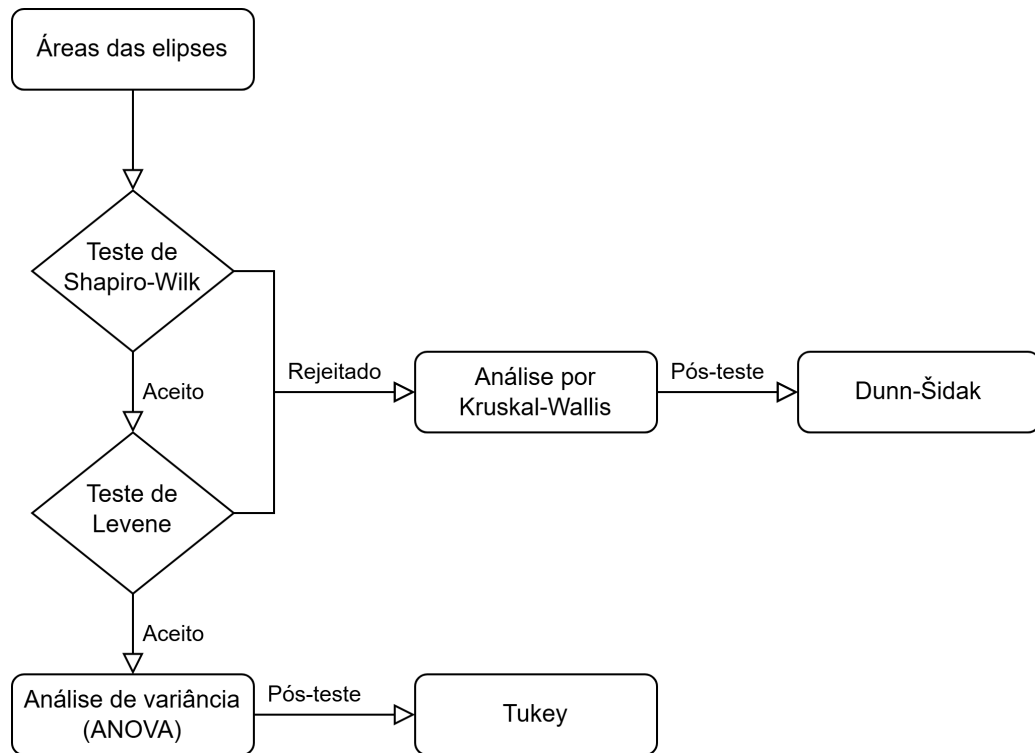 Áreas das elipses
Teste de
Shapiro-Wilk
Rejeitado
Análise por
Kruskal-Wallis
Pós-teste
Dunn-Šidak
Aceito
Teste de
Levene
Aceito
Análise de variância
(ANOVA)
Pós-teste
Tukey